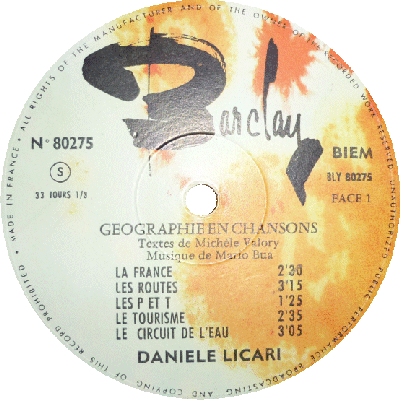 • ALL RIGHTS OF THE MANUFACTURER AND OF THE OWNER OF THE RECORDED WORK RESERVED UNAUTHORIZED PUBLIC PERFORMANCE BROADCASTING AND COPYING OF THIS RECORD PROHIBITED • MADE IN FRANCE
Barclay
N° 80275
BIEM
S
BLY 80275
33 TOURS 1/3
FACE 1
GEOGRAPHIE EN CHANSONS
Textes de Michèle Valory
Musique de Mario Bua
LA FRANCE 2'30
LES ROUTES 3'15
LES P ET T 1'25
LE TOURISME 2'35
LE CIRCUIT DE L'EAU 3'05
DANIELE LICARI